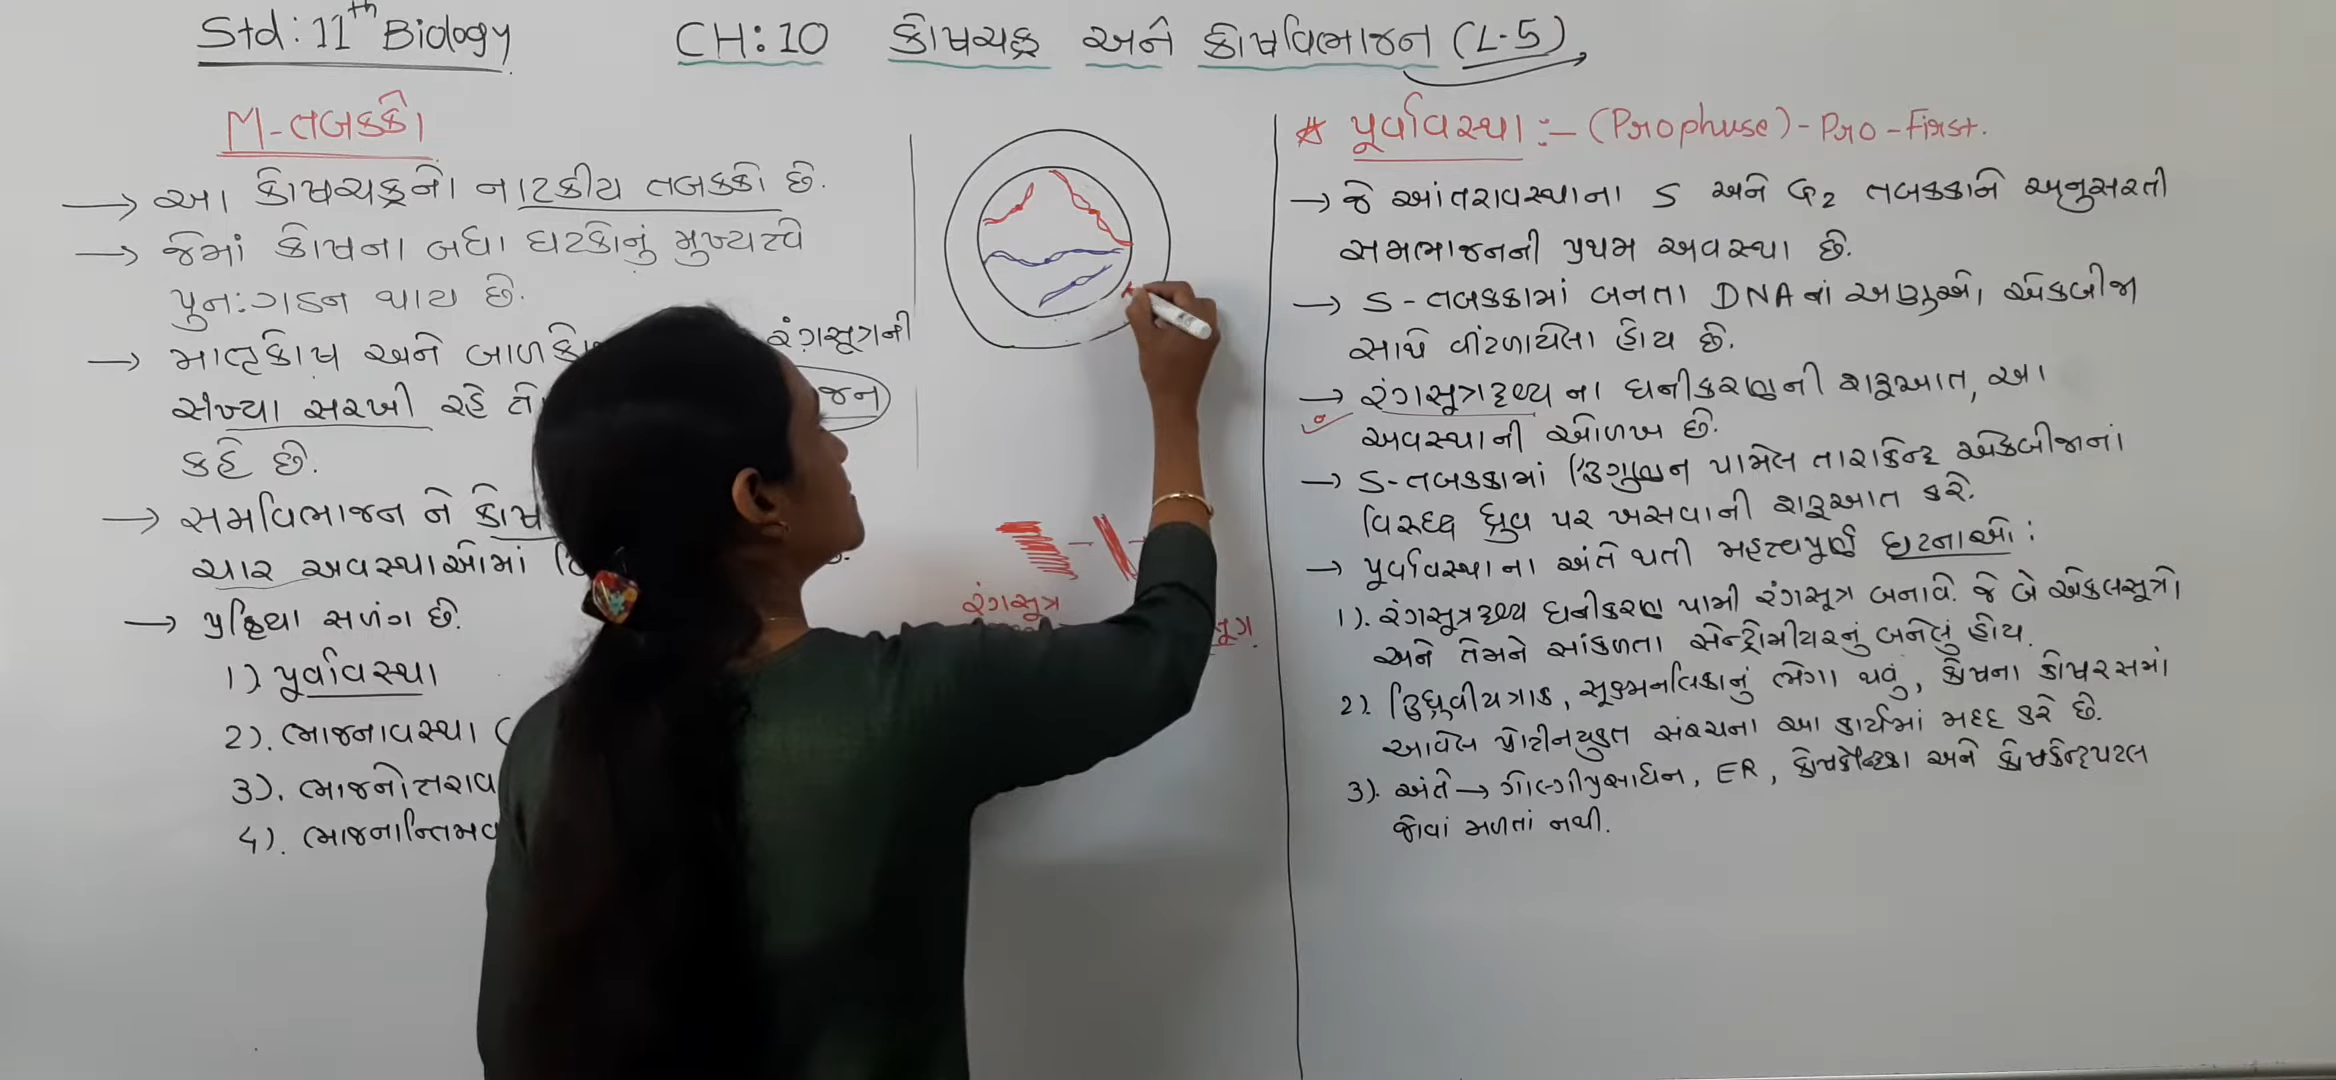 Std: 11th Biology
CH: 10 કોષચક્ર અને કોષવિભાજન (L-5)
M-તબક્કો
→ આ કોષચક્રનો નાટકીય તબક્કો છે.
→ જેમાં કોષના બધા ઘટકોનું મુખ્યત્વે
પુન:ગઠન થાય છે.
→ માતૃકોષ અને બાળકો રંગસૂત્રની
સંખ્યા સરખી રહે તે જન
કહે છે.
→ સમવિભાજન ને કોષ
ચાર અવસ્થાઓમાં
→ પ્રક્રિયા સળંગ છે.
1) પૂર્વાવસ્થા
2). ભાજનાવસ્થા (
3). ભાજનોત્તરાવ
4). ભાજનાન્તિમવ
રંગસૂત્ર
સૂત્ર
* પૂર્વાવસ્થા :- (Prophase) - Pro - First.
→ જે આંતરાવસ્થાના S અને G2 તબક્કાને અનુસરતી
સમભાજનની પ્રથમ અવસ્થા છે.
→ S - તબક્કામાં બનતા DNA નાં અણુઓ, એકબીજા
સાથે વીંટળાયેલા હોય છે.
→ રંગસૂત્રદ્રવ્ય ના ઘનીકરણની શરૂઆત, આ
અવસ્થાની ઓળખ છે.
→ S-તબક્કામાં દ્વિગુણન પામેલ તારાકેન્દ્ર એકબીજાનાં
વિરુદ્ધ ધ્રુવ પર ખસવાની શરૂઆત કરે.
→ પૂર્વાવસ્થાના અંતે થતી મહત્વપૂર્ણ ઘટનાઓ :
1). રંગસૂત્રદ્રવ્ય ઘનીકરણ પામી રંગસૂત્ર બનાવે. જે બે એકલસૂત્રો
અને તેમને સાંકળતા સેન્ટ્રોમીયરનું બનેલું હોય.
2). દ્વિધ્રુવીયત્રાક, સૂક્ષ્મનલિકાનું ભેગા થવું, કોષના કોષરસમાં
આવેલ પ્રોટીનયુક્ત સંરચના આ કાર્યમાં મદદ કરે છે.
3). અંતે → ગોલ્ગીપ્રસાધન, ER, કોષકેન્દ્રિકા અને કોષકેન્દ્રપટલ
જોવાં મળતાં નથી.